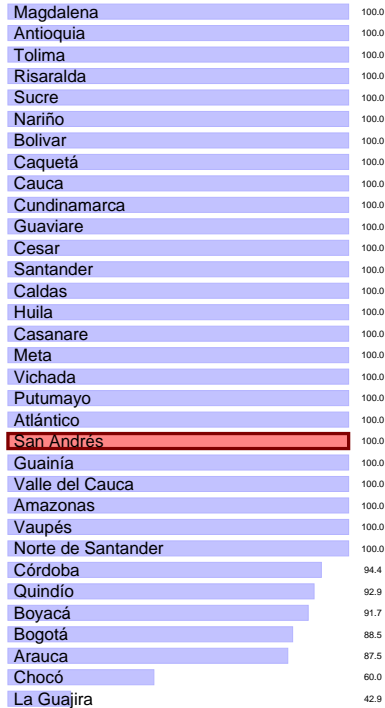 Magdalena 100.0
Antioquia 100.0
Tolima 100.0
Risaralda 100.0
Sucre 100.0
Nariño 100.0
Bolivar 100.0
Caquetá 100.0
Cauca 100.0
Cundinamarca 100.0
Guaviare 100.0
Cesar 100.0
Santander 100.0
Caldas 100.0
Huila 100.0
Casanare 100.0
Meta 100.0
Vichada 100.0
Putumayo 100.0
Atlántico 100.0
San Andrés 100.0
Guainía 100.0
Valle del Cauca 100.0
Amazonas 100.0
Vaupés 100.0
Norte de Santander 100.0
Córdoba 94.4
Quindío 92.9
Boyacá 91.7
Bogotá 88.5
Arauca 87.5
Chocó 60.0
La Guajira 42.9